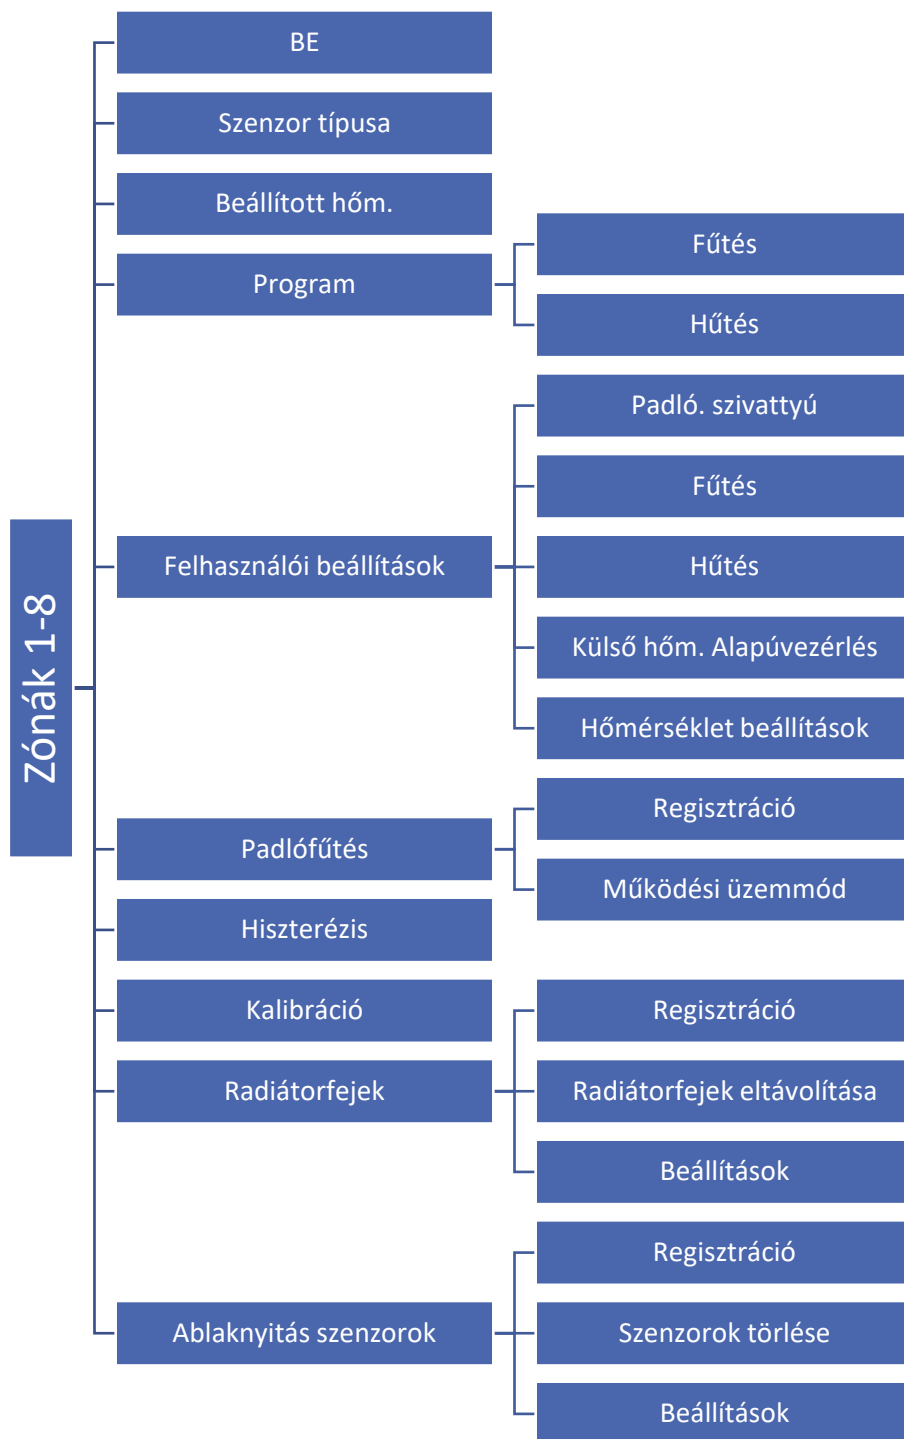 Zónák 1-8
BE
Szenzor típusa
Beállított hőm.
Program
Fűtés
Hűtés
Felhasználói beállítások
Padló. szivattyú
Fűtés
Hűtés
Külső hőm. Alapúvezérlés
Hőmérséklet beállítások
Padlófűtés
Regisztráció
Működési üzemmód
Hiszterézis
Kalibráció
Radiátorfejek
Regisztráció
Radiátorfejek eltávolítása
Beállítások
Ablaknyitás szenzorok
Regisztráció
Szenzorok törlése
Beállítások